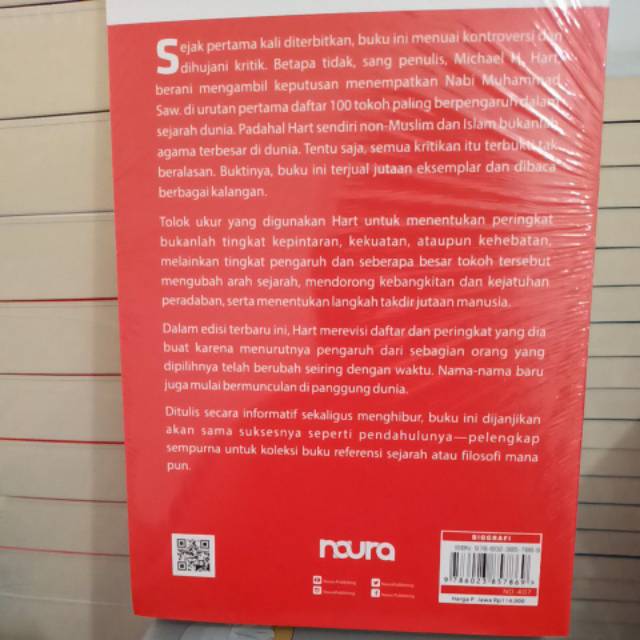 Sejak pertama kali diterbitkan, buku ini menuai kontroversi dan
dihujani kritik. Betapa tidak, sang penulis, Michael H. Hart
berani mengambil keputusan menempatkan Nabi Muhammad
Saw. di urutan pertama daftar 100 tokoh paling berpengaruh dalam
sejarah dunia. Padahal Hart sendiri non-Muslim dan Islam bukanlah
agama terbesar di dunia. Tentu saja, semua kritikan itu terbukti tak
beralasan. Buktinya, buku ini terjual jutaan eksemplar dan dibaca
berbagai kalangan.
Tolok ukur yang digunakan Hart untuk menentukan peringkat
bukanlah tingkat kepintaran, kekuatan, ataupun kehebatan,
melainkan tingkat pengaruh dan seberapa besar tokoh tersebut
mengubah arah sejarah, mendorong kebangkitan dan kejatuhan
peradaban, serta menentukan langkah takdir jutaan manusia.
Dalam edisi terbaru ini, Hart merevisi daftar dan peringkat yang dia
buat karena menurutnya pengaruh dari sebagian orang yang
dipilihnya telah berubah seiring dengan waktu. Nama-nama baru
juga mulai bermunculan di panggung dunia.
Ditulis secara informatif sekaligus menghibur, buku ini dijanjikan
akan sama suksesnya seperti pendahulunya—pelengkap
sempurna untuk koleksi buku referensi sejarah atau filosofi mana
pun.
noura
BIOGRAFI
9786023857869
ND-407
Harga P. Jawa Rp114.000